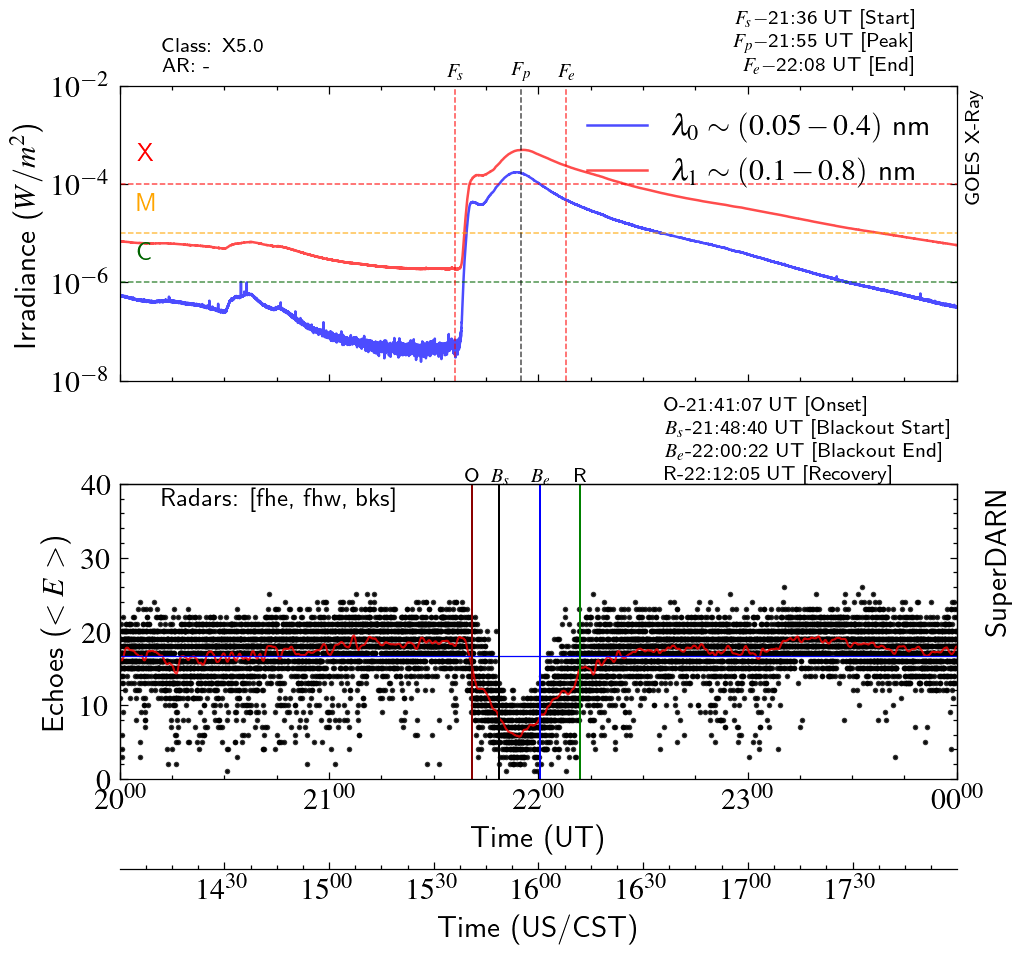 F_s−21:36 UT [Start]
Class: X5.0
F_p−21:55 UT [Peak]
AR: -
F_e−22:08 UT [End]
F_s
F_p
F_e
10^−2
10^−4
10^−6
10^−8
Irradiance (W/m^2)
X
M
C
λ_0 ∼ (0.05 − 0.4) nm
λ_1 ∼ (0.1 − 0.8) nm
GOES X-Ray
O-21:41:07 UT [Onset]
B_s-21:48:40 UT [Blackout Start]
B_e-22:00:22 UT [Blackout End]
R-22:12:05 UT [Recovery]
O
B_s
B_e
R
Radars: [fhe, fhw, bks]
40
30
20
10
0
Echoes (< E >)
SuperDARN
20^00
21^00
22^00
23^00
00^00
Time (UT)
14^30
15^00
15^30
16^00
16^30
17^00
17^30
Time (US/CST)